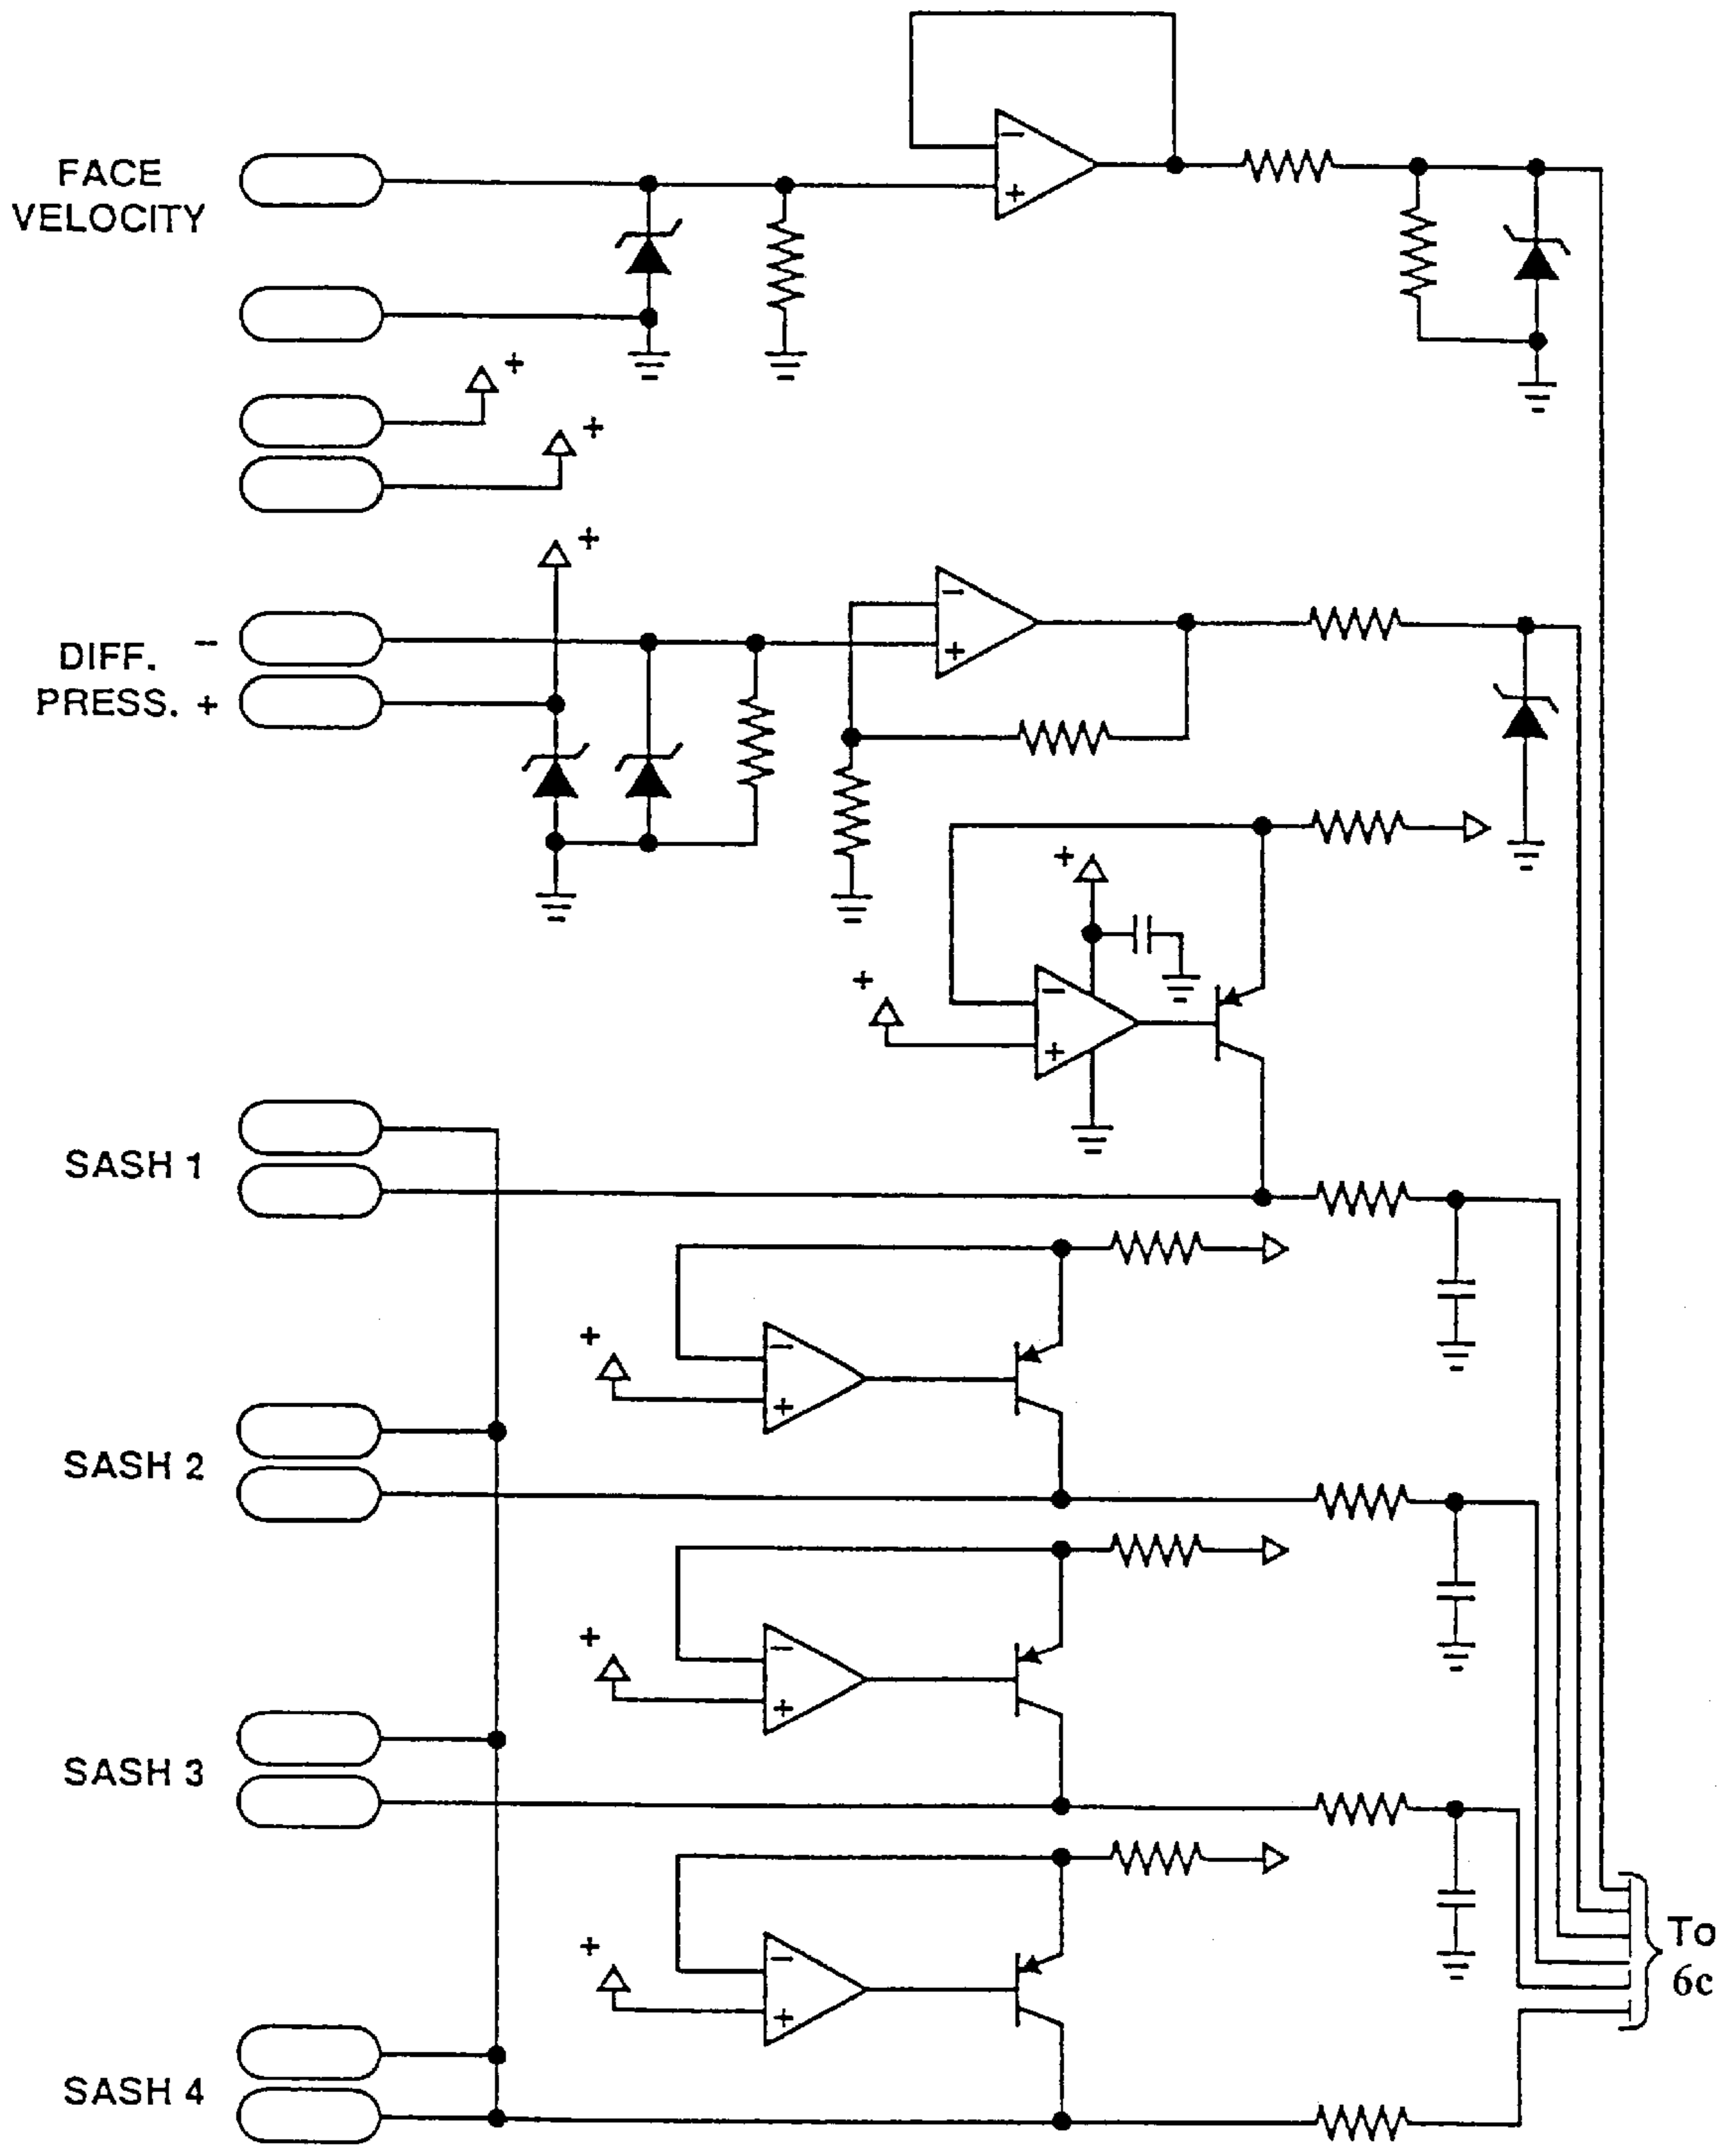 FACE
VELOCITY
+
+
+
DIFF. −
PRESS. +
−
+
−
+
+
+
−
+
SASH 1
+
−
+
SASH 2
+
−
+
SASH 3
+
−
+
SASH 4
To
6c